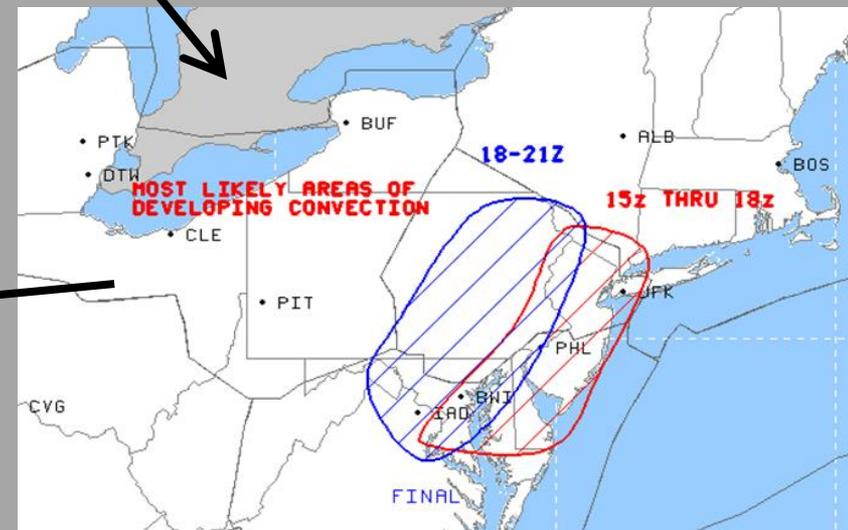 BUF
PTK
ALB
18-21Z
BOS
DTW
MOST LIKELY AREAS OF
DEVELOPING CONVECTION
15z THRU 18z
CLE
JFK
PIT
PHL
BWI
CVG
IAD
FINAL